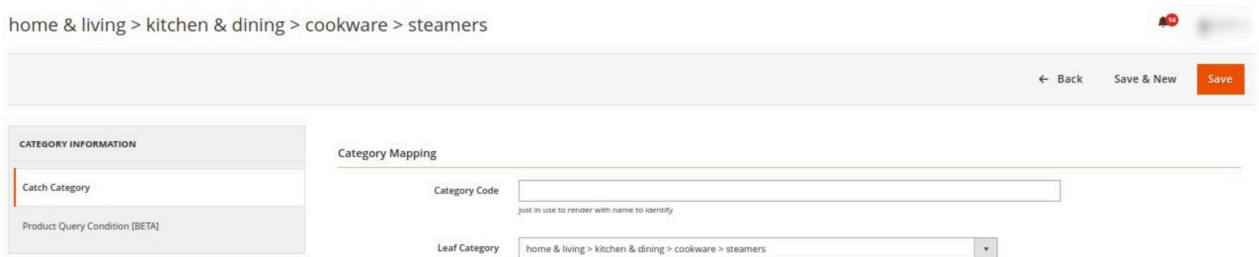 home & living > kitchen & dining > cookware > steamers
14
← Back Save & New Save
CATEGORY INFORMATION
Catch Category
Product Query Condition [BETA]
Category Mapping
Category Code
just in use to render with name to identify
Leaf Category home & living > kitchen & dining > cookware > steamers